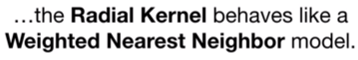 …the Radial Kernel behaves like a
Weighted Nearest Neighbor model.